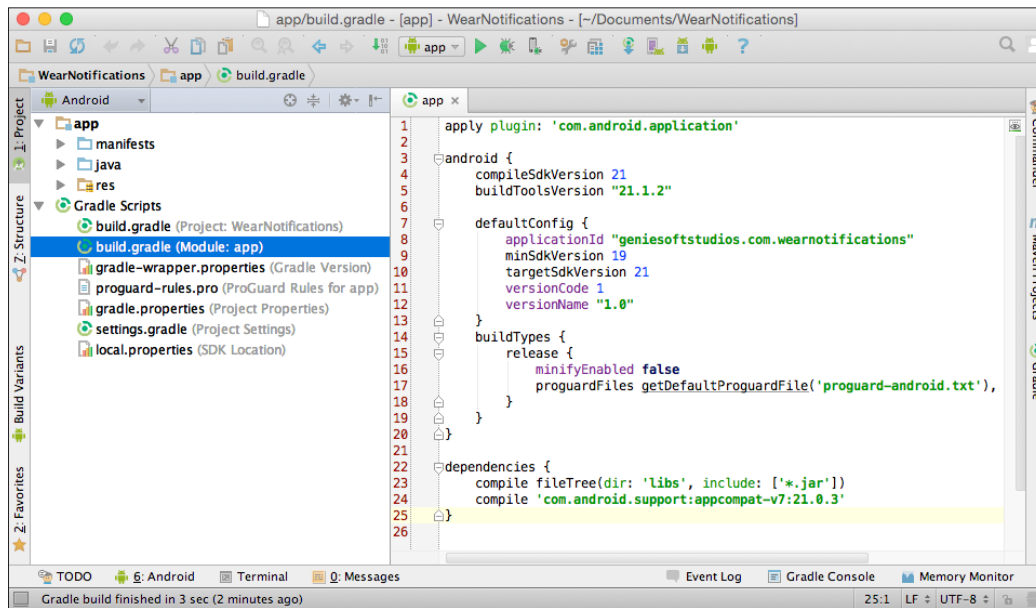 app/build.gradle - [app] - WearNotifications - [~/Documents/WearNotifications]
app
WearNotifications app build.gradle
1: Project
Z: Structure
Build Variants
2: Favorites
Android
app
manifests
java
res
Gradle Scripts
build.gradle (Project: WearNotifications)
build.gradle (Module: app)
gradle-wrapper.properties (Gradle Version)
proguard-rules.pro (ProGuard Rules for app)
gradle.properties (Project Properties)
settings.gradle (Project Settings)
local.properties (SDK Location)
app
1 apply plugin: 'com.android.application'
2
3 android {
4 compileSdkVersion 21
5 buildToolsVersion "21.1.2"
6
7 defaultConfig {
8 applicationId "geniesoftstudios.com.wearnotifications"
9 minSdkVersion 19
10 targetSdkVersion 21
11 versionCode 1
12 versionName "1.0"
13 }
14 buildTypes {
15 release {
16 minifyEnabled false
17 proguardFiles getDefaultProguardFile('proguard-android.txt'),
18 }
19 }
20 }
21
22 dependencies {
23 compile fileTree(dir: 'libs', include: ['*.jar'])
24 compile 'com.android.support:appcompat-v7:21.0.3'
25 }
26
TODO 6: Android Terminal 0: Messages Event Log Gradle Console Memory Monitor
Gradle build finished in 3 sec (2 minutes ago) 25:1 LF UTF-8